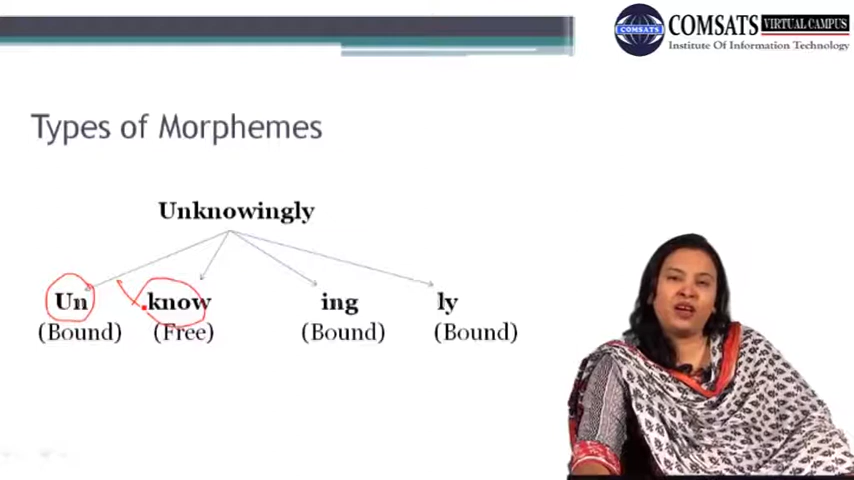 COMSATS VIRTUAL CAMPUS
COMSATS
Institute Of Information Technology
Types of Morphemes
Unknowingly
Un know ing ly
(Bound) (Free) (Bound) (Bound)